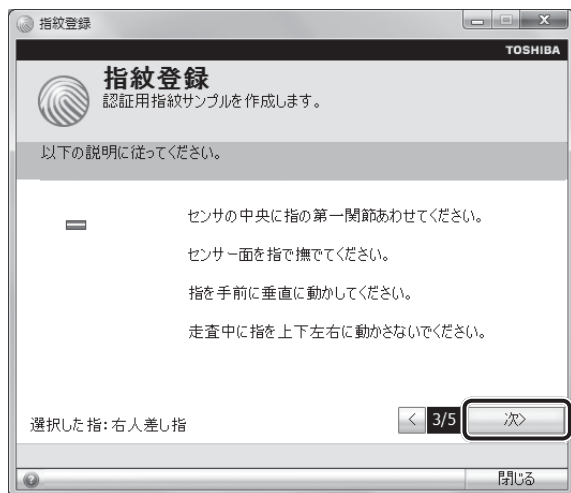 指紋登録
TOSHIBA
指紋登録
認証用指紋サンプルを作成します。
以下の説明に従ってください。
センサの中央に指の第一関節あわせてください。
センサー面を指で撫でてください。
指を手前に垂直に動かしてください。
走査中に指を上下左右に動かさないでください。
選択した指:右人差し指
< 3/5 次>
閉じる